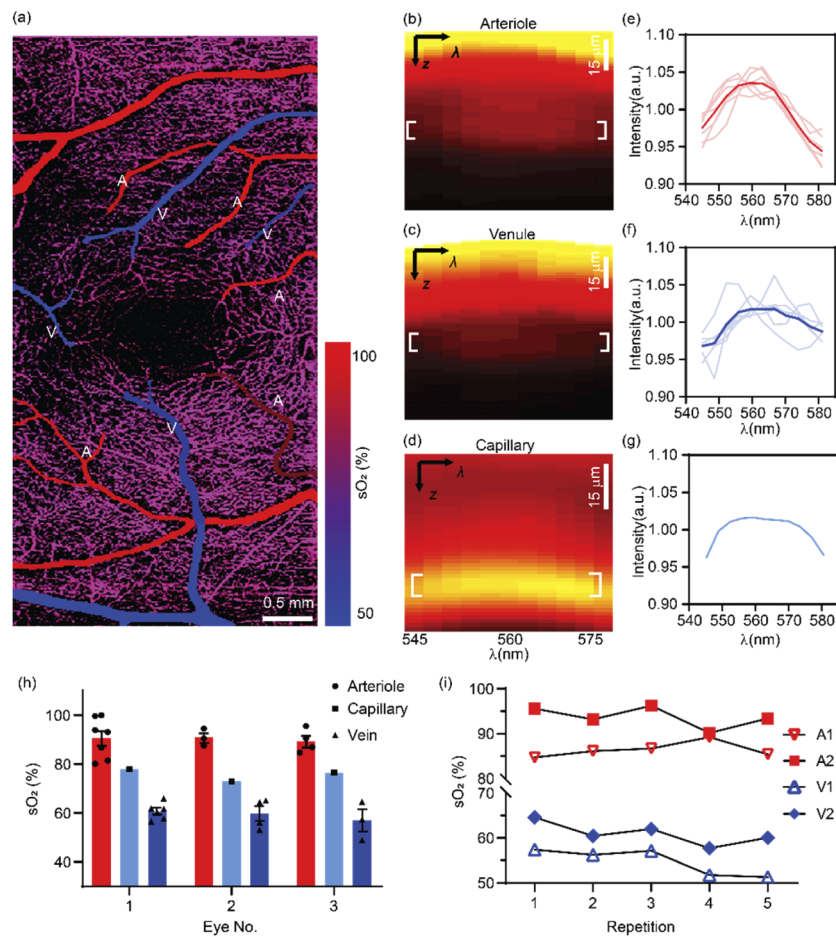 (a)
A
A
V
V
A
V
A
V
A
0.5 mm
100
sO₂ (%)
50
(b)
Arteriole
λ
z
15 μm
(c)
Venule
λ
z
15 μm
(d)
Capillary
λ
z
15 μm
545
560
575
λ(nm)
(e)
Intensity(a.u.)
1.10
1.05
1.00
0.95
0.90
540 550 560 570 580
λ(nm)
(f)
Intensity(a.u.)
1.10
1.05
1.00
0.95
0.90
540 550 560 570 580
λ(nm)
(g)
Intensity(a.u.)
1.10
1.05
1.00
0.95
0.90
540 550 560 570 580
λ(nm)
(h)
Arteriole
Capillary
Vein
sO₂ (%)
100
80
60
40
1 2 3
Eye No.
(i)
sO₂ (%)
100
95
90
80
70
60
50
1 2 3 4 5
Repetition
A1
A2
V1
V2